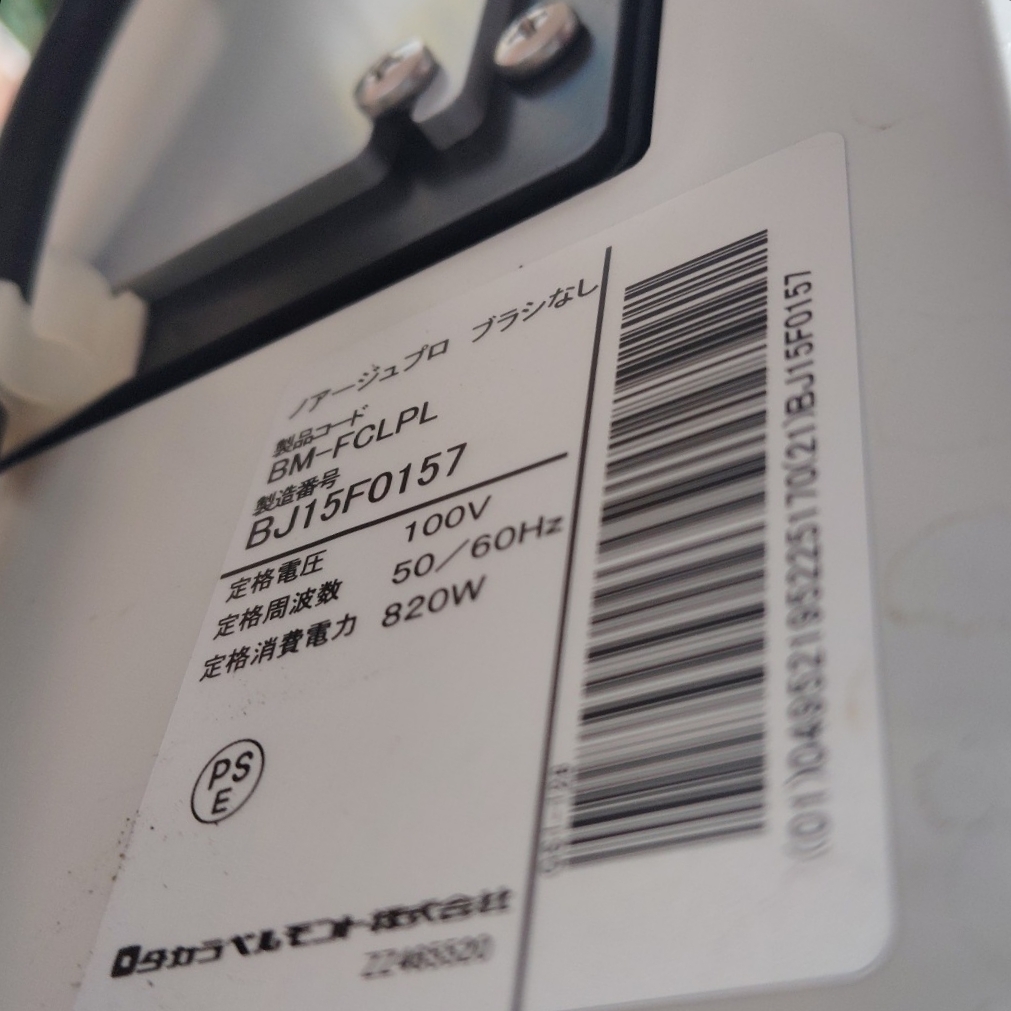 ノアージュプロ　ブラシなし
製品コード
BM-FCLPL
製造番号
BJ15F0157
定格電圧 100V
定格周波数 50/60Hz
定格消費電力 820W
PS
E
タカラベルモント株式会社
(01)04952195225170(21)BJ15F0157